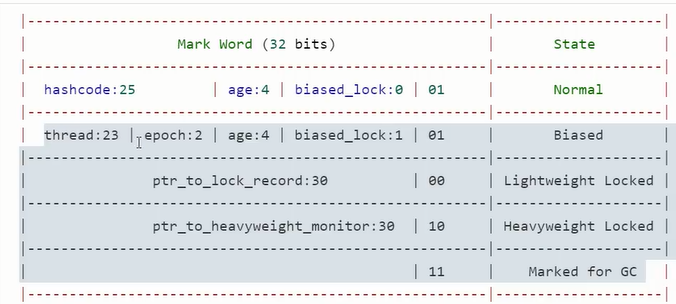 |-------------------------------------------------------|--------------------|
| Mark Word (32 bits) | State |
|-------------------------------------------------------|--------------------|
| hashcode:25 | age:4 | biased_lock:0 | 01 | Normal |
|-------------------------------------------------------|--------------------|
| thread:23 | epoch:2 | age:4 | biased_lock:1 | 01 | Biased |
|-------------------------------------------------------|--------------------|
| ptr_to_lock_record:30 | 00 | Lightweight Locked |
|-------------------------------------------------------|--------------------|
| ptr_to_heavyweight_monitor:30 | 10 | Heavyweight Locked |
|-------------------------------------------------------|--------------------|
| | 11 | Marked for GC |
|-------------------------------------------------------|--------------------|